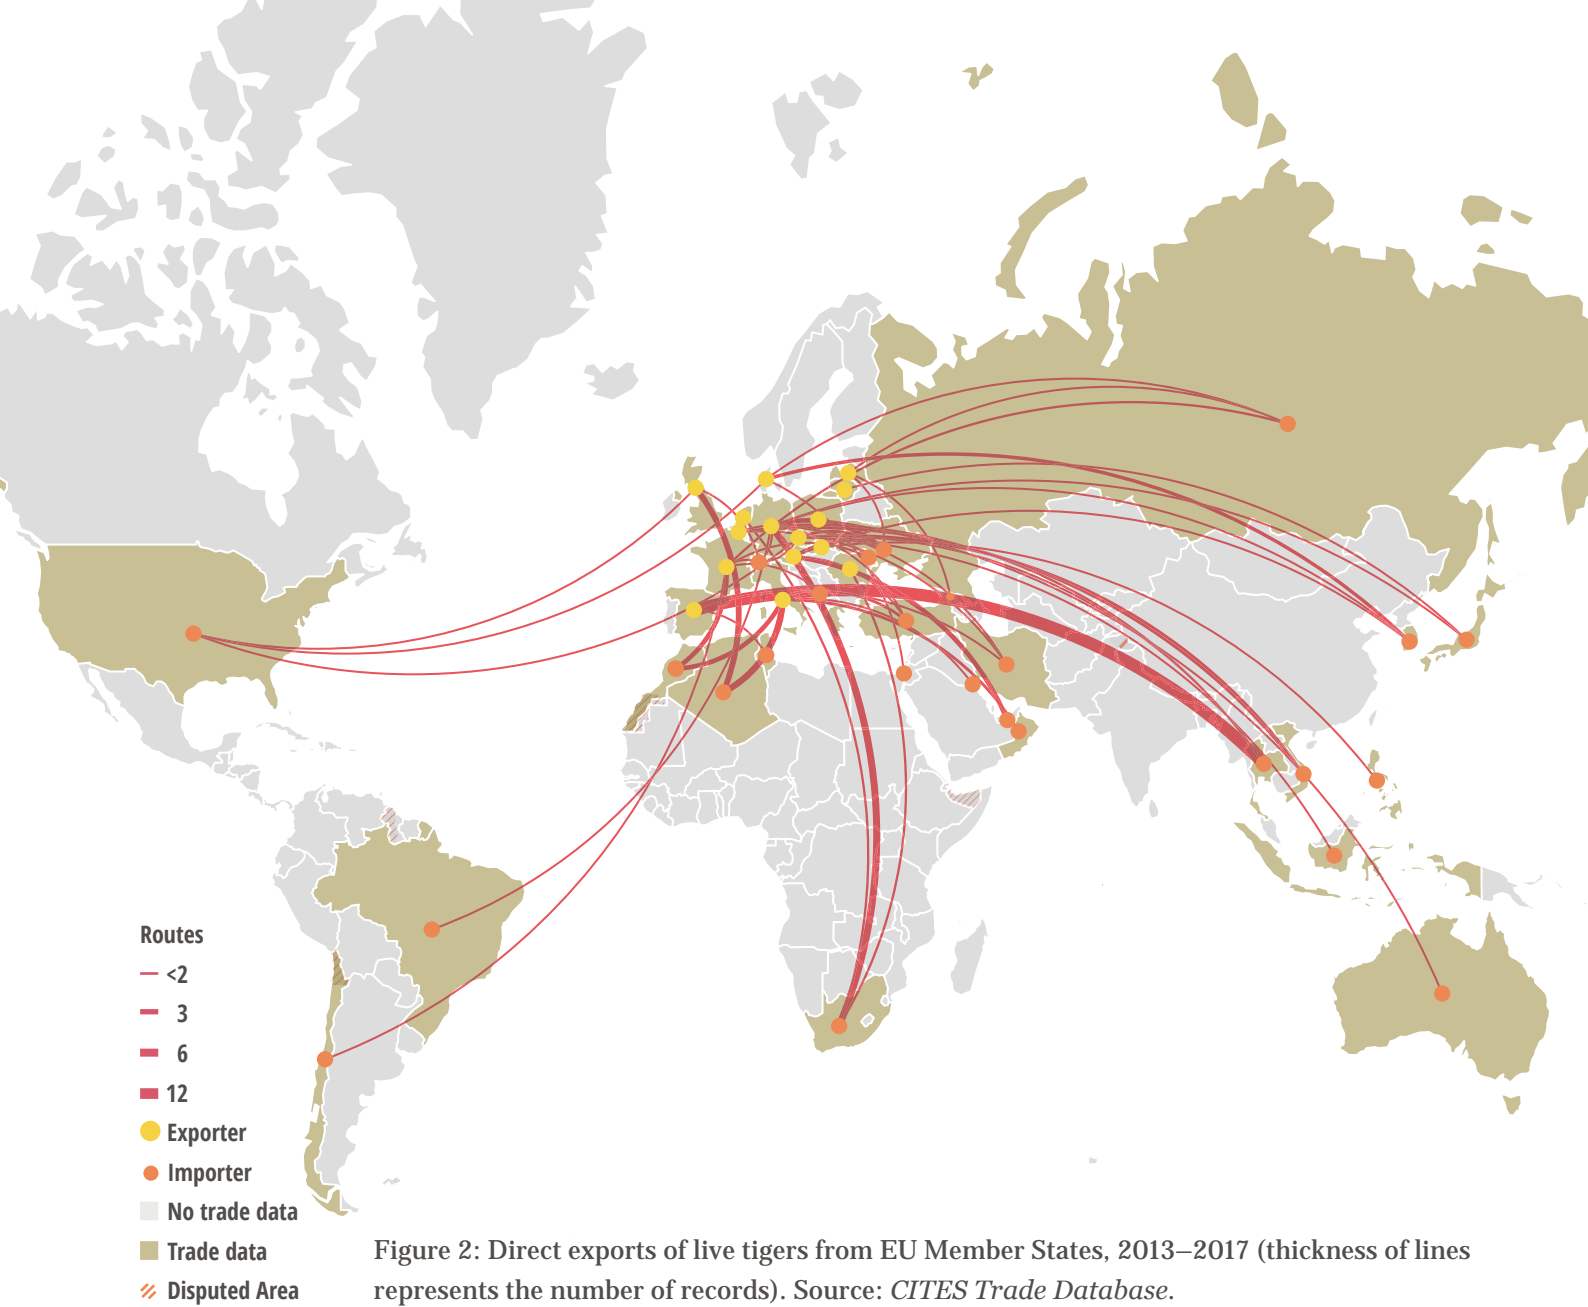 Routes
<2
3
6
12
Exporter
Importer
No trade data
Trade data
Disputed Area
Figure 2: Direct exports of live tigers from EU Member States, 2013–2017 (thickness of lines
represents the number of records). Source: CITES Trade Database.